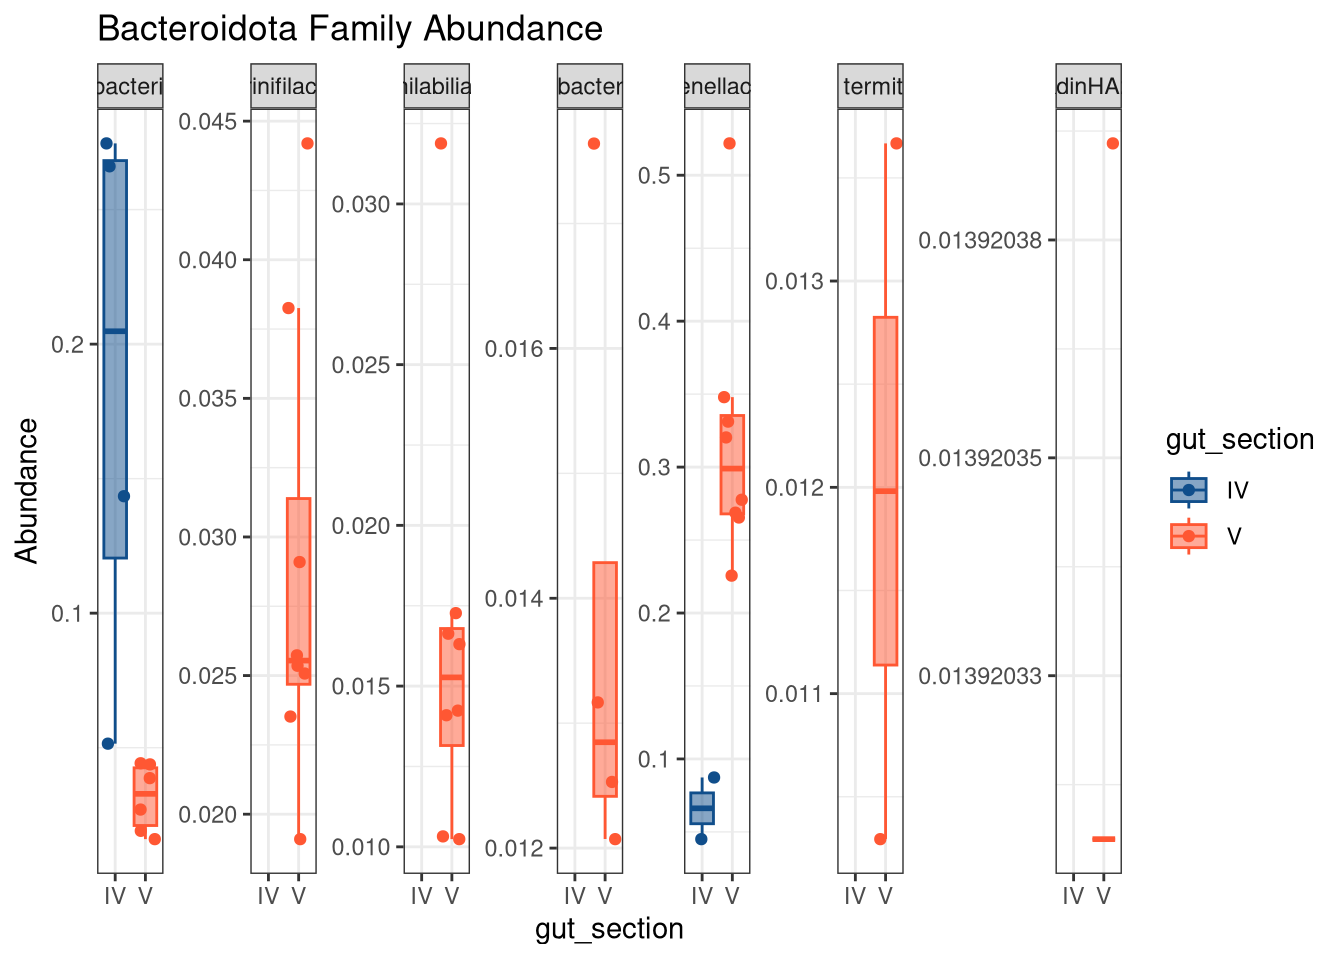 Bacteroidota Family Abundance
bacteri
inifilac
nilabilia
bacter
enellac
termit
dinHA
Abundance
0.2
0.1
0.045
0.040
0.035
0.030
0.025
0.020
0.030
0.025
0.020
0.015
0.010
0.016
0.014
0.012
0.5
0.4
0.3
0.2
0.1
0.013
0.012
0.011
0.01392038
0.01392035
0.01392033
IV V
IV V
IV V
IV V
IV V
IV V
IV V
gut_section
gut_section
IV
V